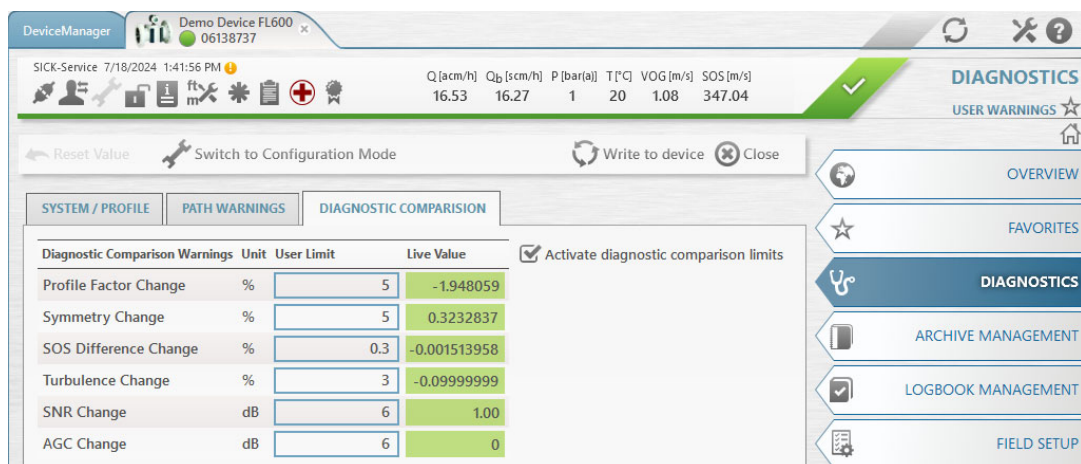 DeviceManager
Demo Device FL600
06138737
SICK-Service 7/18/2024 1:41:56 PM
Q [acm/h] Qb [scm/h] P [bar(a)] T[°C] VOG [m/s] SOS [m/s]
16.53 16.27 1 20 1.08 347.04
DIAGNOSTICS
USER WARNINGS
Reset Value Switch to Configuration Mode Write to device Close
OVERVIEW
SYSTEM / PROFILE PATH WARNINGS DIAGNOSTIC COMPARISION
FAVORITES
Diagnostic Comparison Warnings Unit User Limit Live Value Activate diagnostic comparison limits
Profile Factor Change % 5 -1.948059
DIAGNOSTICS
Symmetry Change % 5 0.3232837
SOS Difference Change % 0.3 -0.001513958
ARCHIVE MANAGEMENT
Turbulence Change % 3 -0.09999999
LOGBOOK MANAGEMENT
SNR Change dB 6 1.00
AGC Change dB 6 0
FIELD SETUP